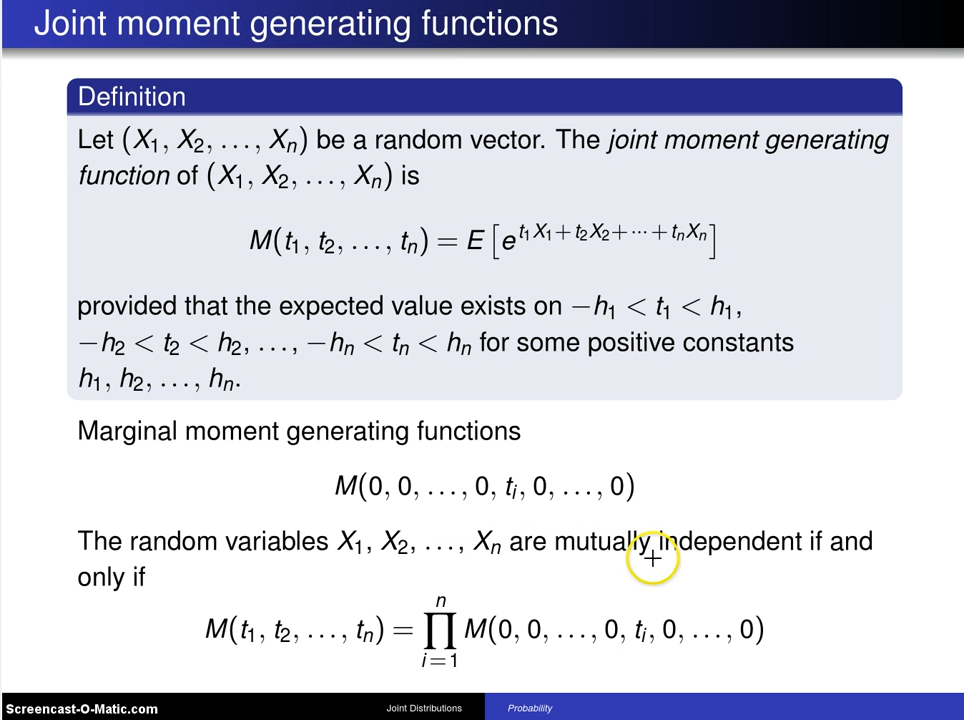 Joint moment generating functions
Definition
Let (X₁, X₂, . . . , Xₙ) be a random vector. The joint moment generating
function of (X₁, X₂, . . . , Xₙ) is
M(t₁, t₂, . . . , tₙ) = E [e^{t₁X₁+t₂X₂+···+tₙXₙ}]
provided that the expected value exists on −h₁ < t₁ < h₁,
−h₂ < t₂ < h₂, . . . , −hₙ < tₙ < hₙ for some positive constants
h₁, h₂, . . . , hₙ.
Marginal moment generating functions
M(0, 0, . . . , 0, tᵢ, 0, . . . , 0)
The random variables X₁, X₂, . . . , Xₙ are mutually independent if and
only if
M(t₁, t₂, . . . , tₙ) = ∏_{i=1}^{n} M(0, 0, . . . , 0, tᵢ, 0, . . . , 0)
Screencast-O-Matic.com
Joint Distributions
Probability